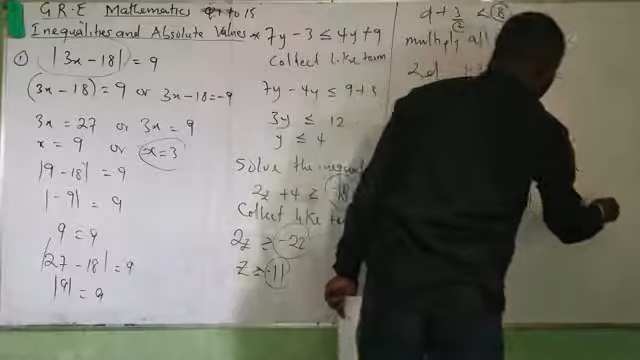 G.R.E Mathematics Q1 to 15
Inequalities and Absolute Values
① |3x - 18| = 9
(3x - 18) = 9 or 3x - 18 = -9
3x = 27 or 3x = 9
x = 9 or x = 3
|9 - 18| = 9
|-9| = 9
9 = 9
|27 - 18| = 9
|9| = 9
* 7y - 3 ≤ 4y + 9
Collect like term
7y - 4y ≤ 9 + 3
3y ≤ 12
y ≤ 4
Solve the
2z + 4 ≥ -18
Collect like
2z ≥ -22
z ≥ -11
d + 3/2 < 8
multiply all
2d + 3